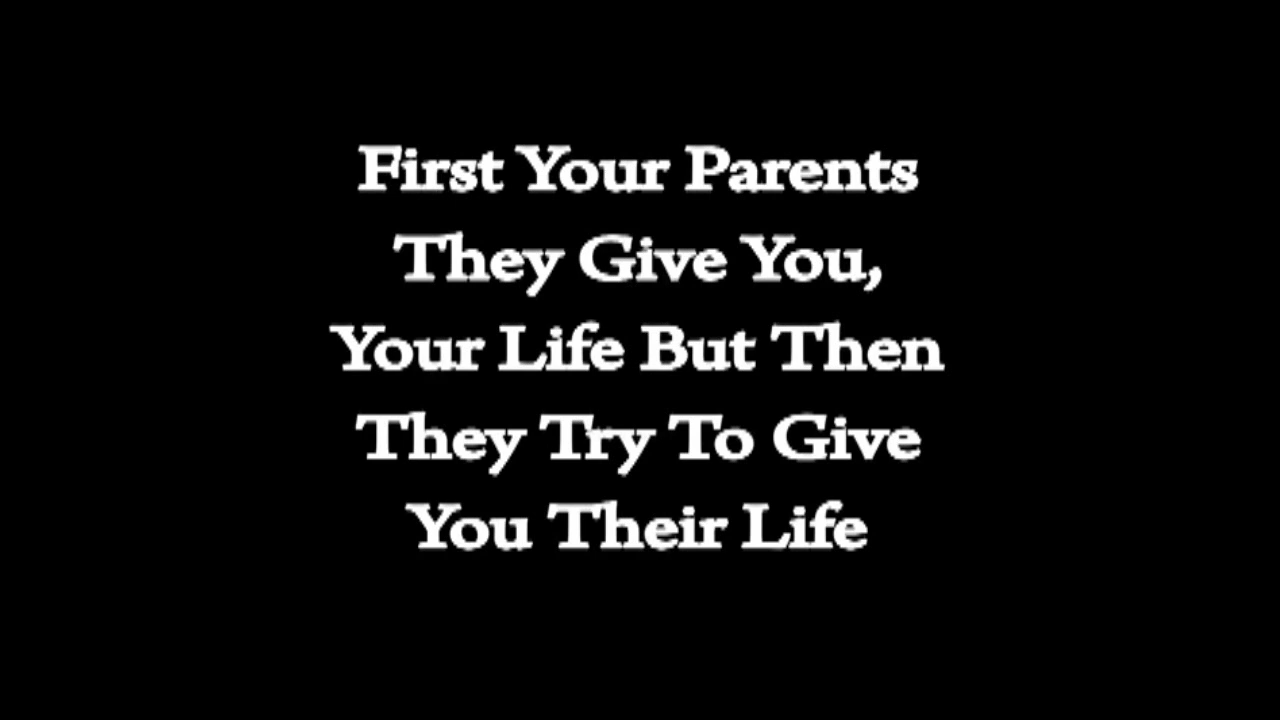 First Your Parents
They Give You,
Your Life But Then
They Try To Give
You Their Life